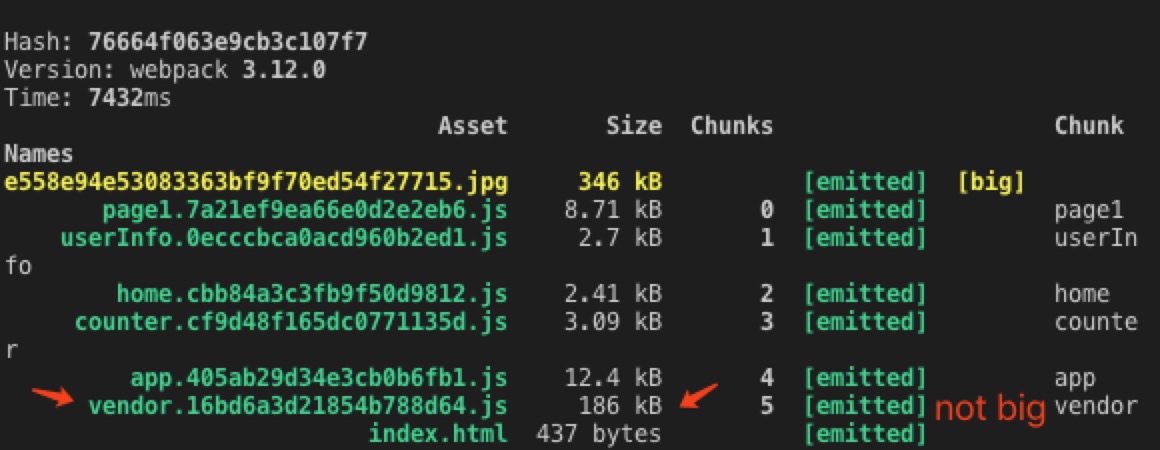 Hash: 76664f063e9cb3c107f7
Version: webpack 3.12.0
Time: 7432ms
Asset Size Chunks Chunk
Names
e558e94e53083363bf9f70ed54f27715.jpg 346 kB [emitted] [big]
page1.7a21ef9ea66e0d2e2eb6.js 8.71 kB 0 [emitted] page1
userInfo.0ecccbca0acd960b2ed1.js 2.7 kB 1 [emitted] userIn
fo
home.cbb84a3c3fb9f50d9812.js 2.41 kB 2 [emitted] home
counter.cf9d48f165dc0771135d.js 3.09 kB 3 [emitted] counte
r
app.405ab29d34e3cb0b6fb1.js 12.4 kB 4 [emitted] app
vendor.16bd6a3d21854b788d64.js 186 kB 5 [emitted] not big vendor
index.html 437 bytes [emitted]